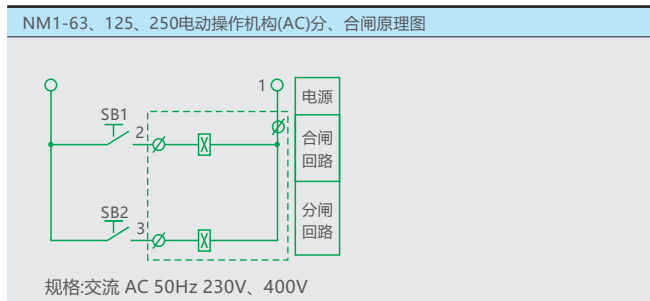 NM1-63、125、250电动操作机构(AC)分、合闸原理图
1
电源
SB1
2
合闸
回路
SB2
3
分闸
回路
规格:交流 AC 50Hz 230V、400V